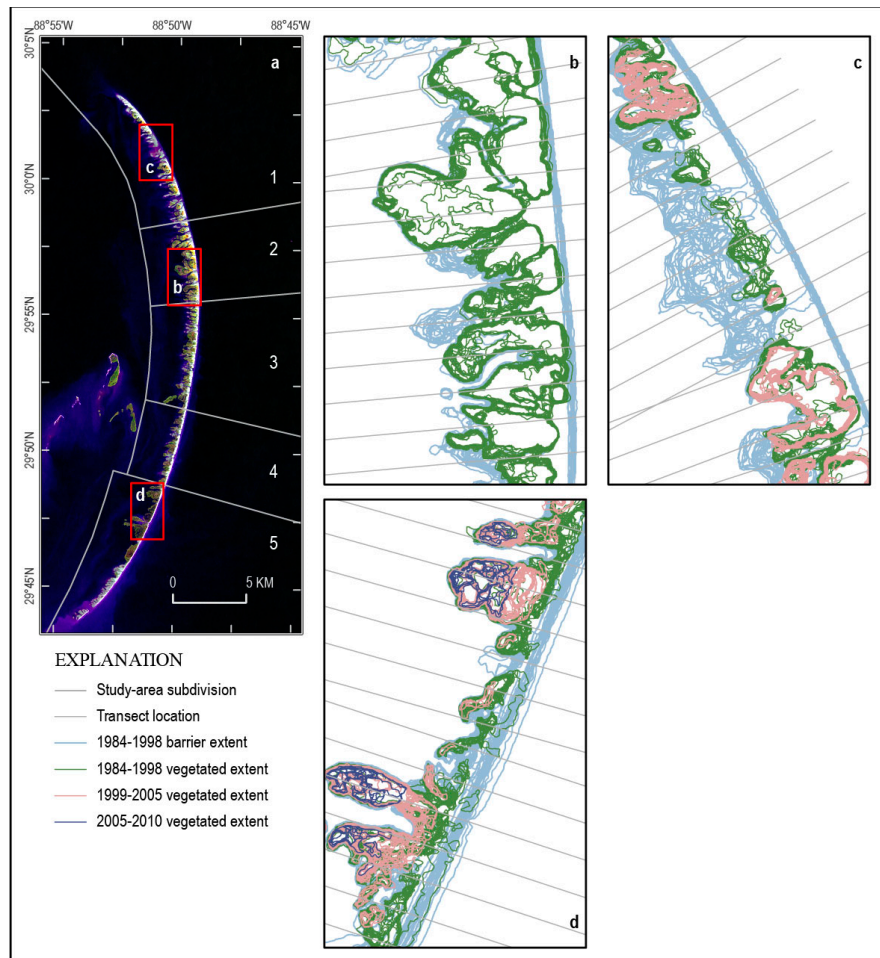 88°55'W 88°50'W 88°45'W
30°5'N
30°0'N
29°55'N
29°50'N
29°45'N
a
c
1
2
b
3
4
d
5
0 5 KM
b
c
d
EXPLANATION
Study-area subdivision
Transect location
1984-1998 barrier extent
1984-1998 vegetated extent
1999-2005 vegetated extent
2005-2010 vegetated extent